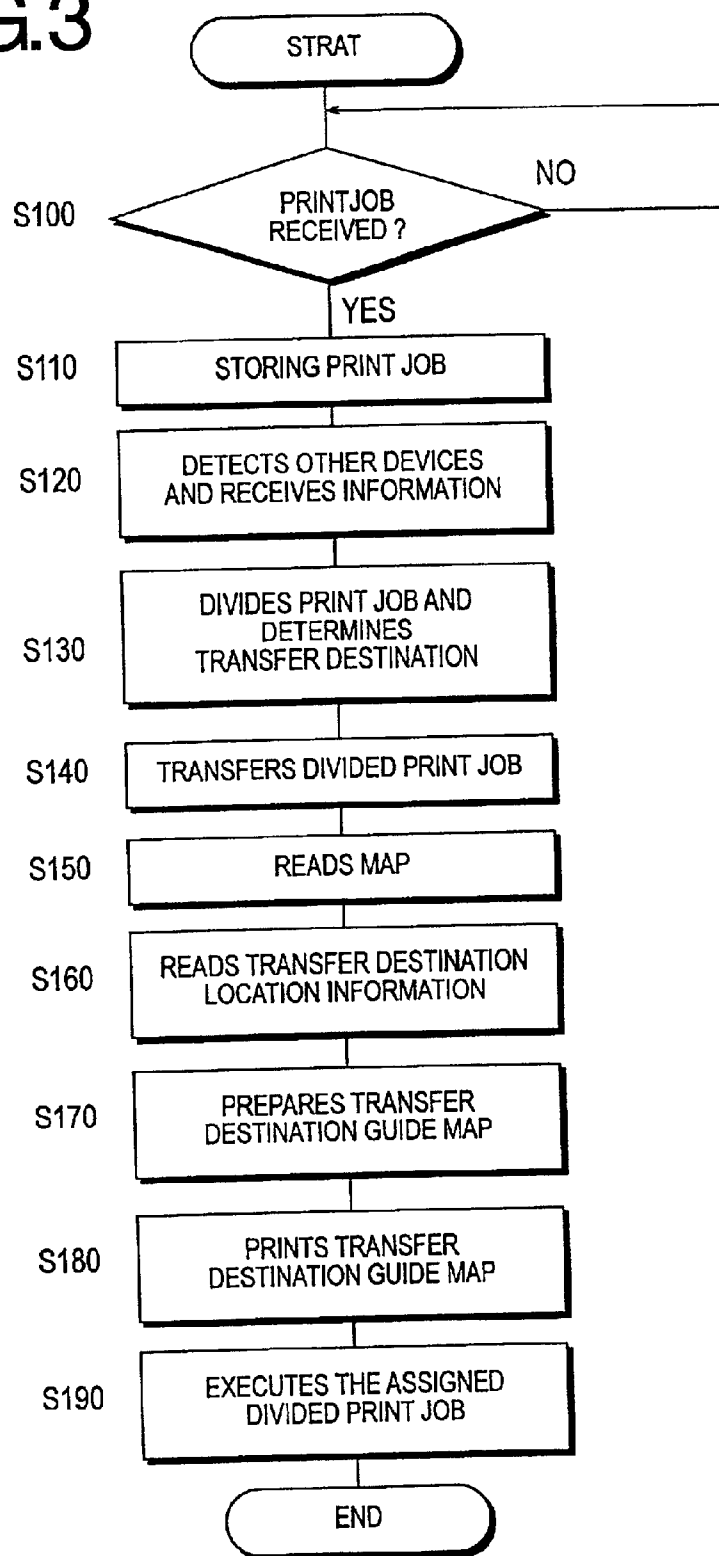 G.3
STRAT
S100
PRINTJOB
RECEIVED ?
NO
YES
S110
STORING PRINT JOB
S120
DETECTS OTHER DEVICES
AND RECEIVES INFORMATION
S130
DIVIDES PRINT JOB AND
DETERMINES
TRANSFER DESTINATION
S140
TRANSFERS DIVIDED PRINT JOB
S150
READS MAP
S160
READS TRANSFER DESTINATION
LOCATION INFORMATION
S170
PREPARES TRANSFER
DESTINATION GUIDE MAP
S180
PRINTS TRANSFER
DESTINATION GUIDE MAP
S190
EXECUTES THE ASSIGNED
DIVIDED PRINT JOB
END